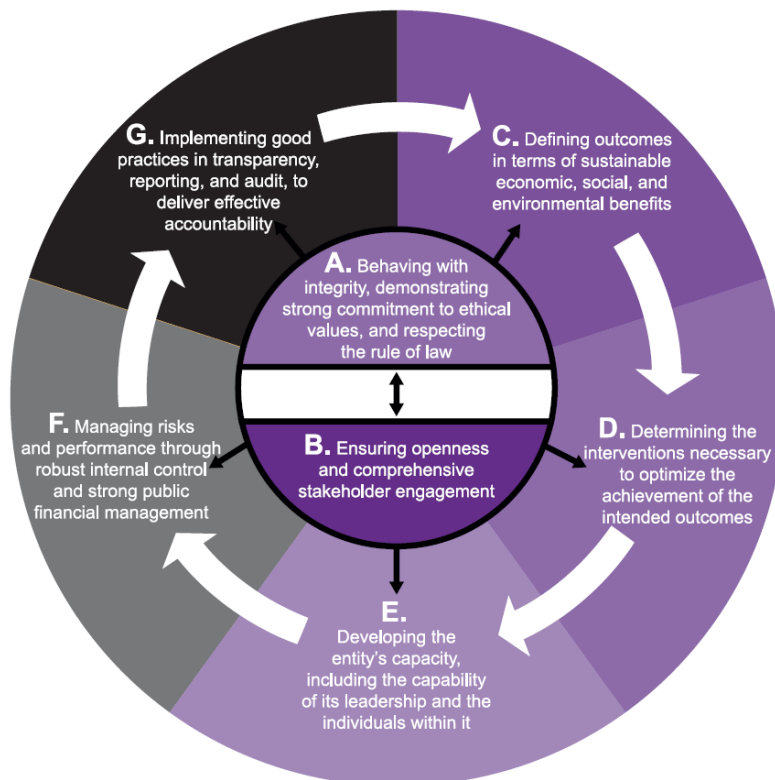 G. Implementing good
practices in transparency,
reporting, and audit, to
deliver effective
accountability
C. Defining outcomes
in terms of sustainable
economic, social, and
environmental benefits
A. Behaving with
integrity, demonstrating
strong commitment to ethical
values, and respecting
the rule of law
F. Managing risks
and performance through
robust internal control
and strong public
financial management
B. Ensuring openness
and comprehensive
stakeholder engagement
D. Determining the
interventions necessary
to optimize the
achievement of the
intended outcomes
E.
Developing the
entity's capacity,
including the capability
of its leadership and the
individuals within it